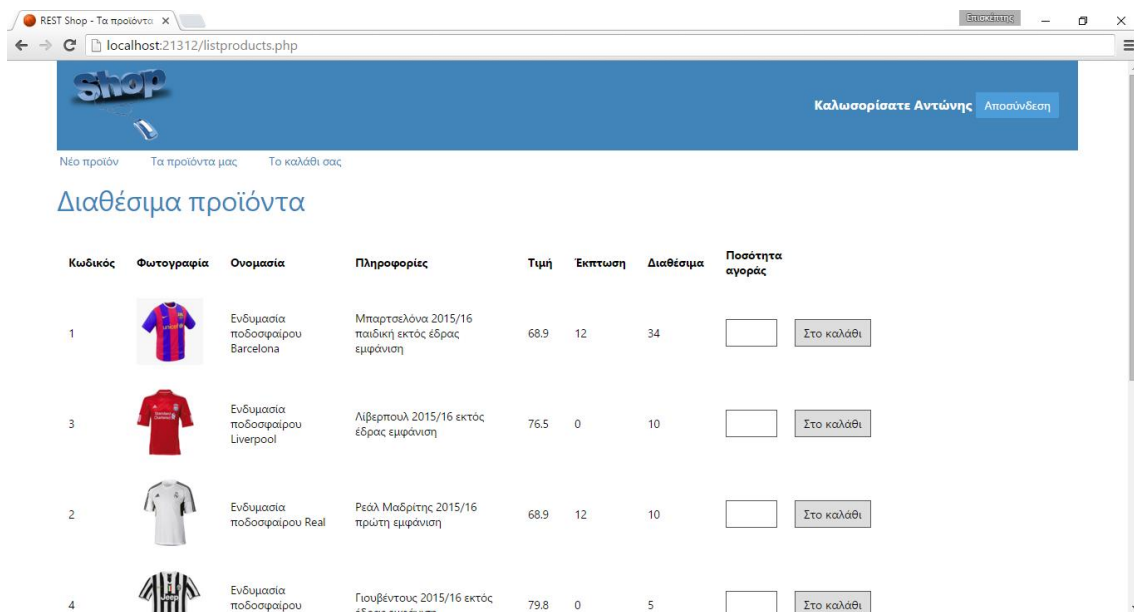 REST Shop - Τα προϊόντα
Επισκέπτης
localhost:21312/listproducts.php
Shop
Καλωσορίσατε Αντώνης Αποσύνδεση
Νέο προϊόν Τα προϊόντα μας Το καλάθι σας
Διαθέσιμα προϊόντα
Κωδικός Φωτογραφία Ονομασία Πληροφορίες Τιμή Έκπτωση Διαθέσιμα Ποσότητα
αγοράς
Ενδυμασία Μπαρτσελόνα 2015/16
1 ποδοσφαίρου παιδική εκτός έδρας 68.9 12 34 Στο καλάθι
Barcelona εμφάνιση
Ενδυμασία Λίβερπουλ 2015/16 εκτός
3 ποδοσφαίρου έδρας εμφάνιση 76.5 0 10 Στο καλάθι
Liverpool
Ενδυμασία Ρεάλ Μαδρίτης 2015/16
2 ποδοσφαίρου Real πρώτη εμφάνιση 68.9 12 10 Στο καλάθι
Ενδυμασία Γιουβέντους 2015/16 εκτός
4 Jeep ποδοσφαίρου έδρας εμφάνιση 79.8 0 5 Στο καλάθι